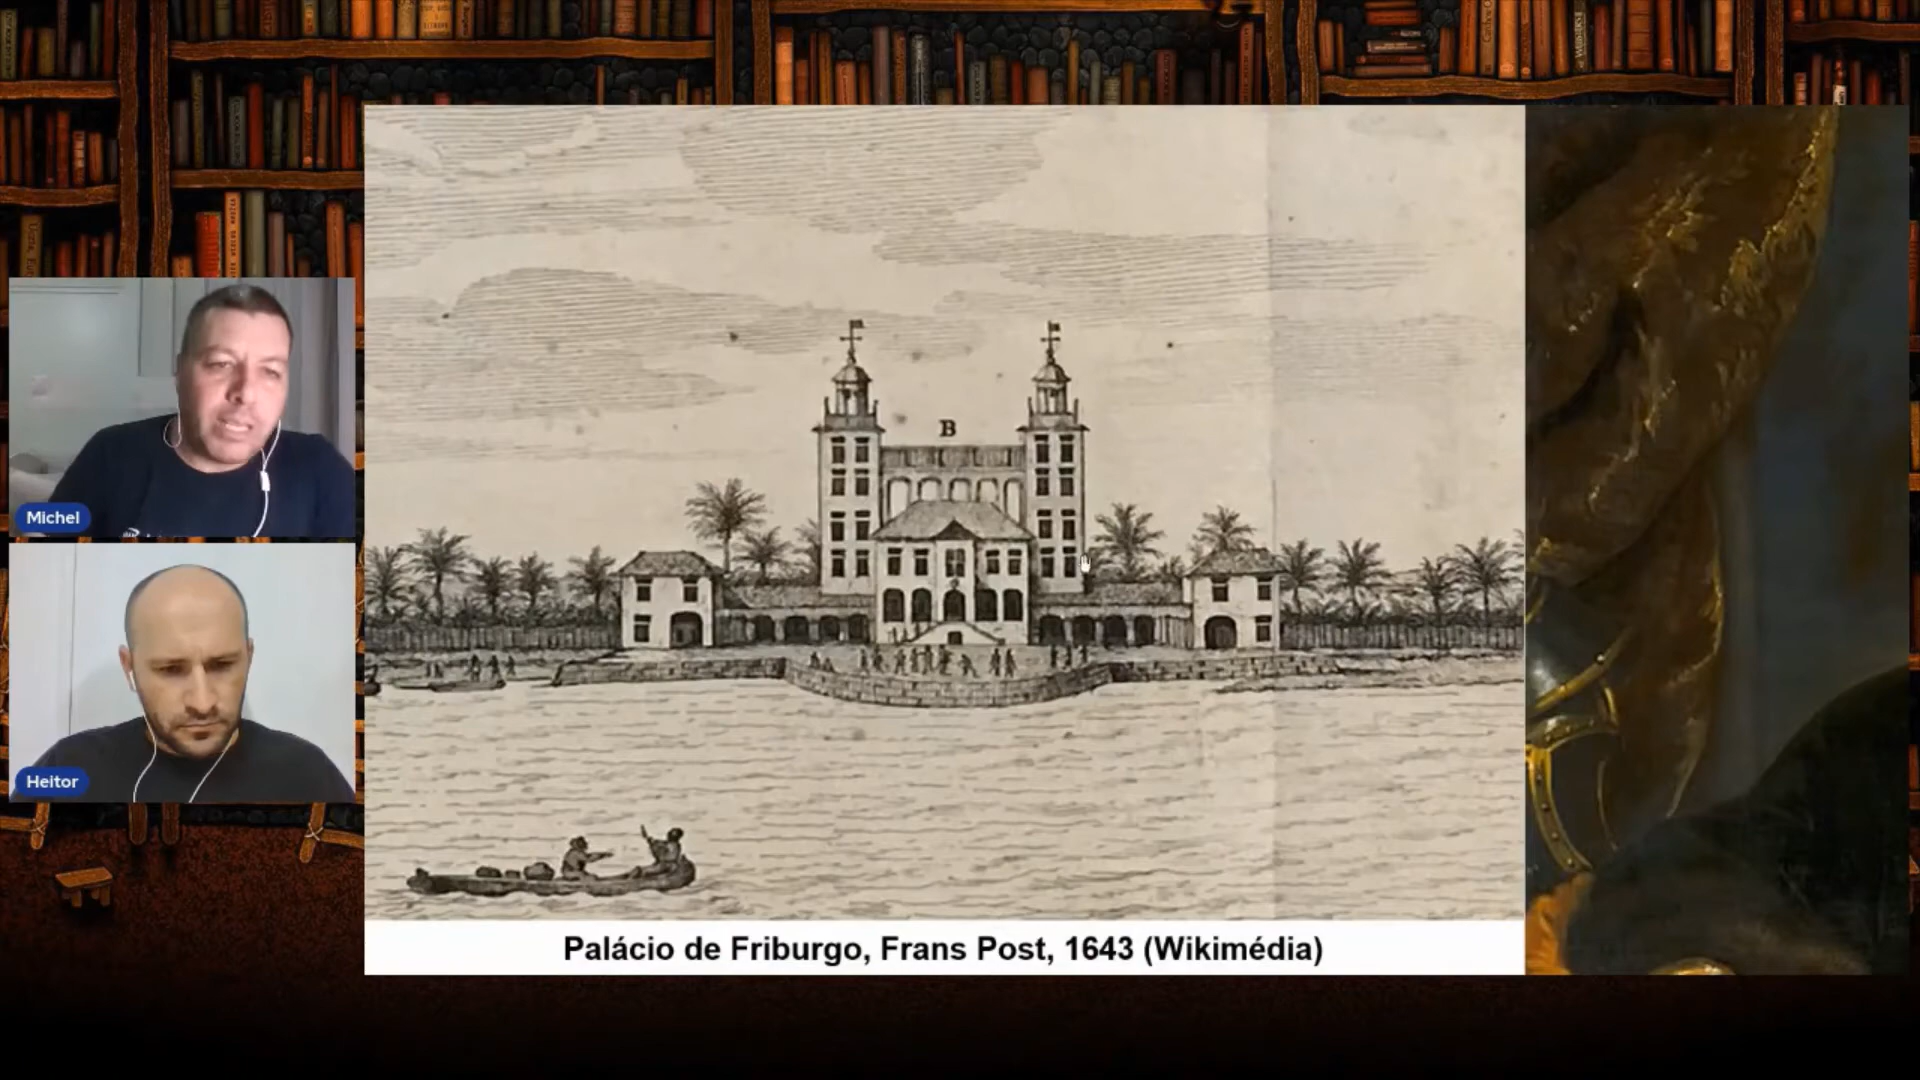 B
Michel
Heitor
Palácio de Friburgo, Frans Post, 1643 (Wikimédia)